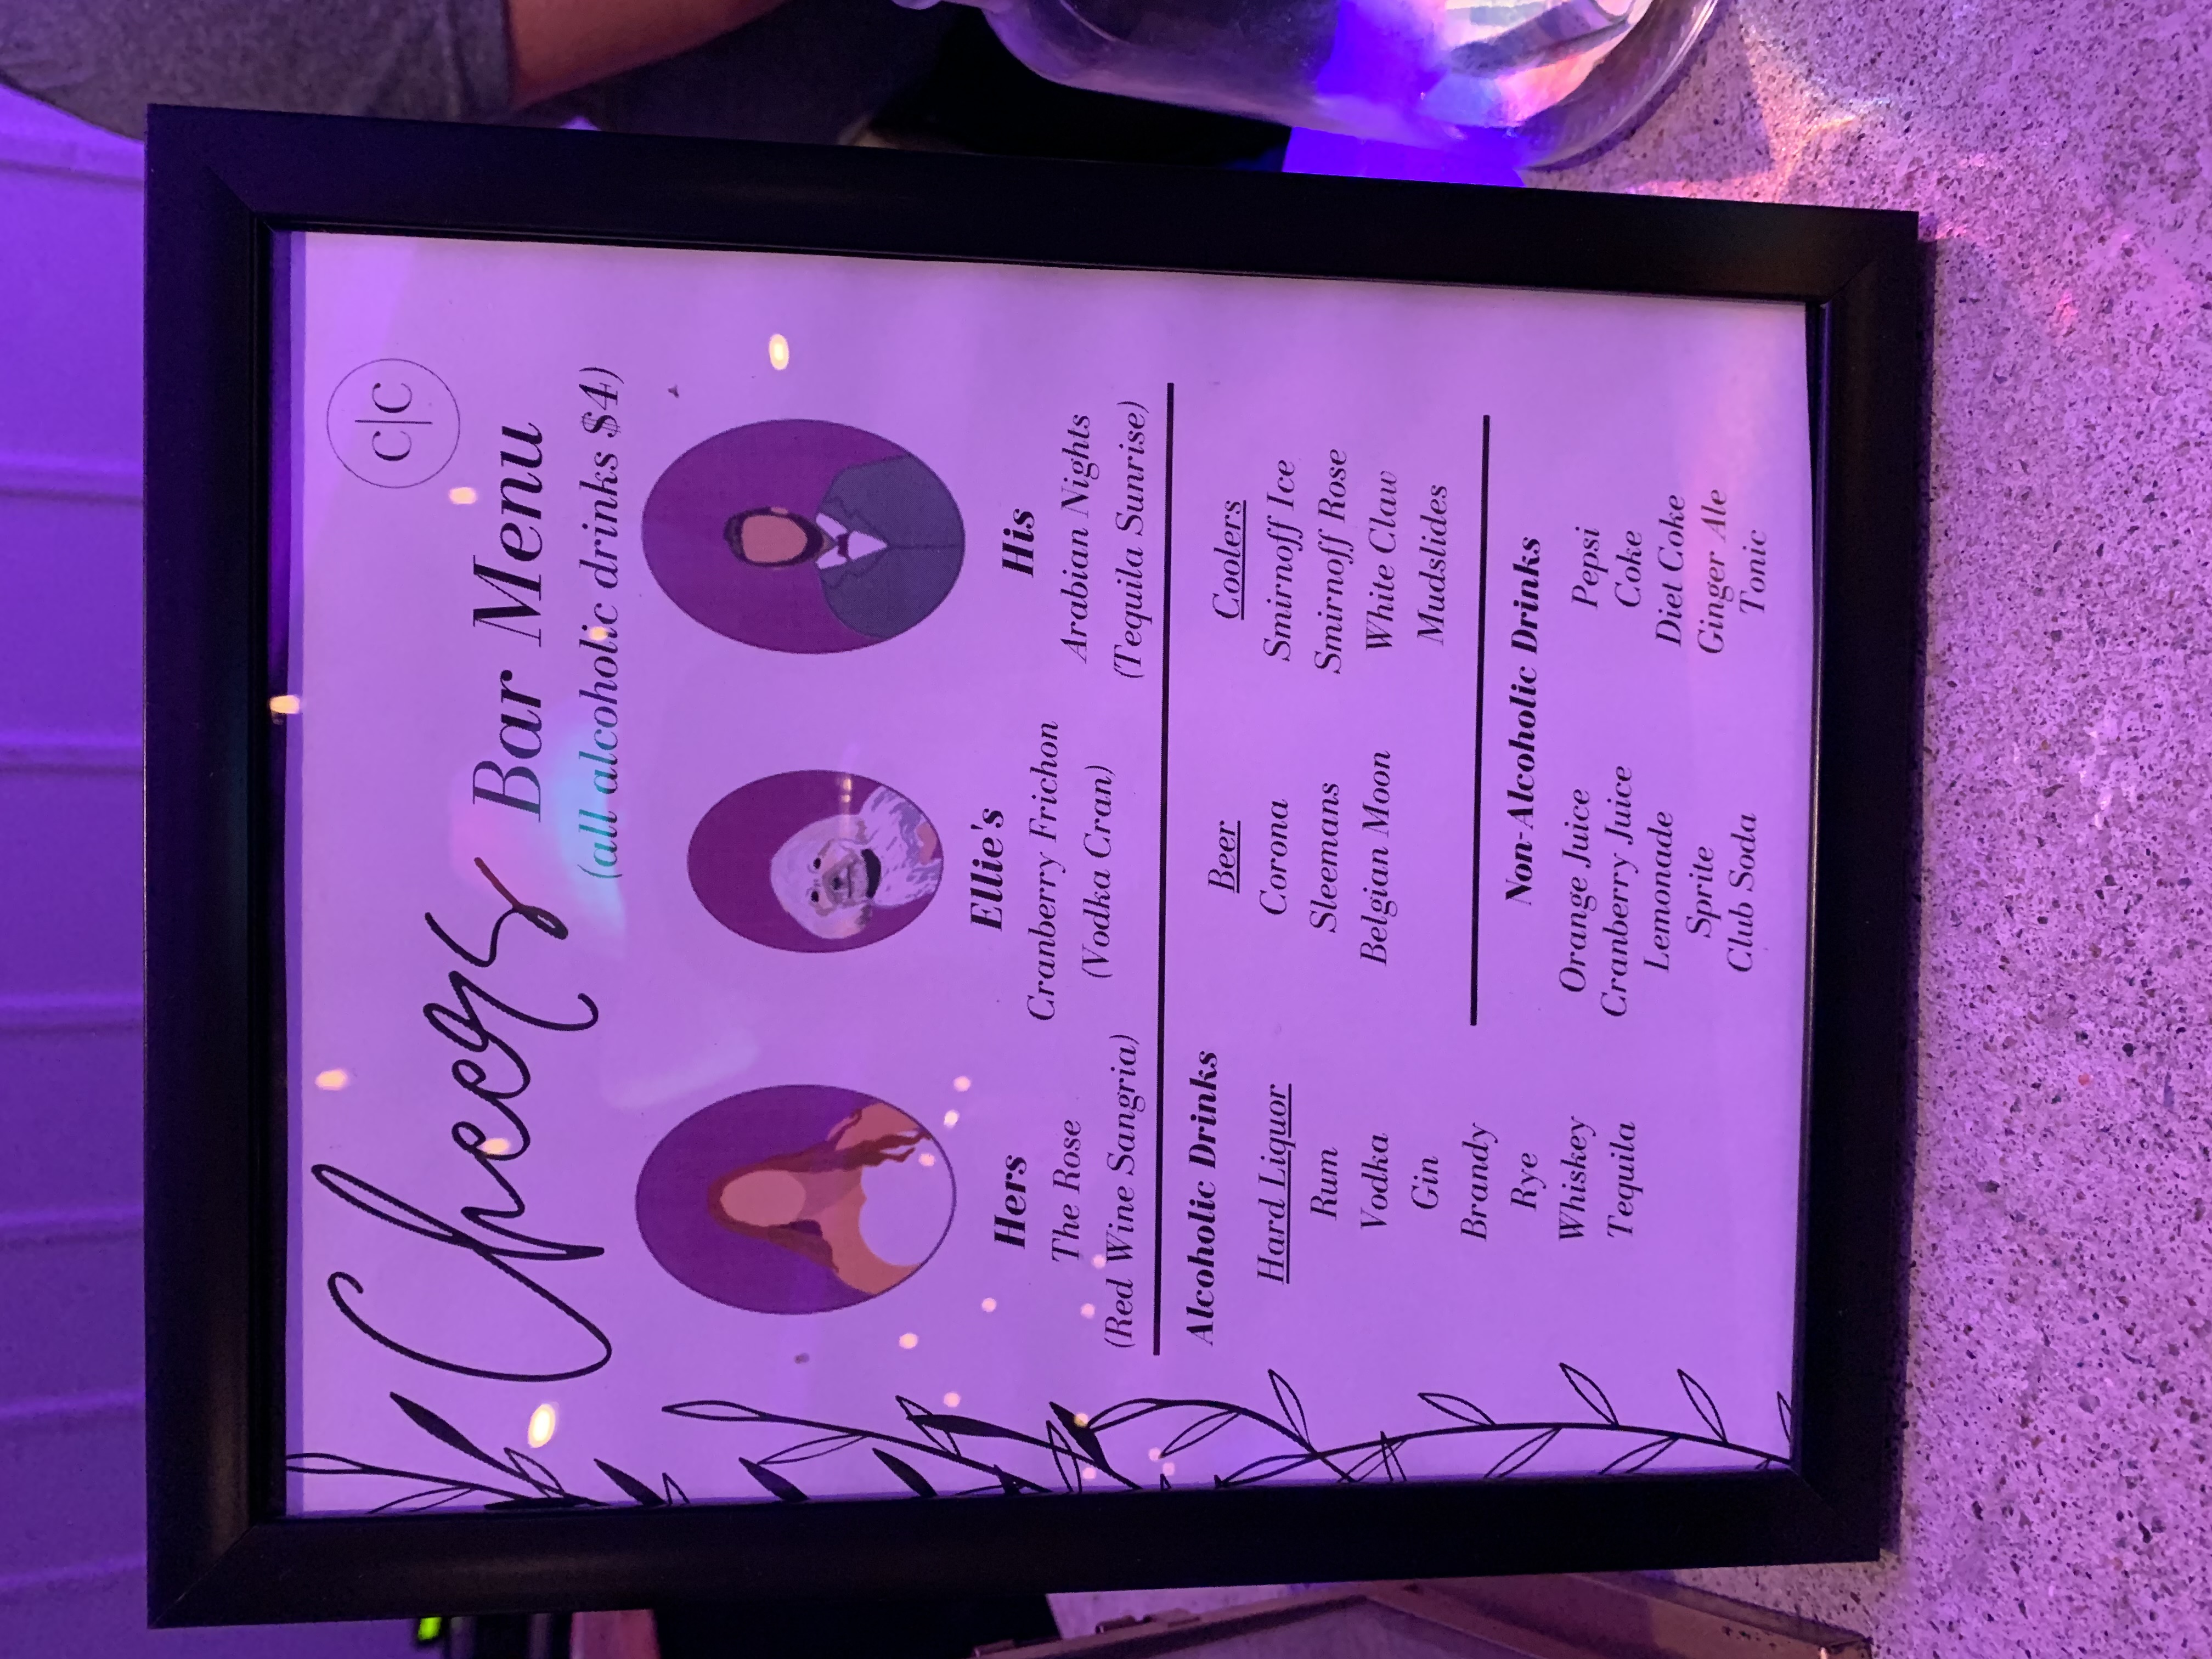 C|C
Cheers Bar Menu
(all alcoholic drinks $4)
Hers
The Rose
(Red Wine Sangria)
Ellie's
Cranberry Frichon
(Vodka Cran)
His
Arabian Nights
(Tequila Sunrise)
Alcoholic Drinks
Hard Liquor
Rum
Vodka
Gin
Brandy
Rye
Whiskey
Tequila
Beer
Corona
Sleemans
Belgian Moon
Coolers
Smirnoff Ice
Smirnoff Rose
White Claw
Mudslides
Non-Alcoholic Drinks
Orange Juice
Cranberry Juice
Lemonade
Sprite
Club Soda
Pepsi
Coke
Diet Coke
Ginger Ale
Tonic